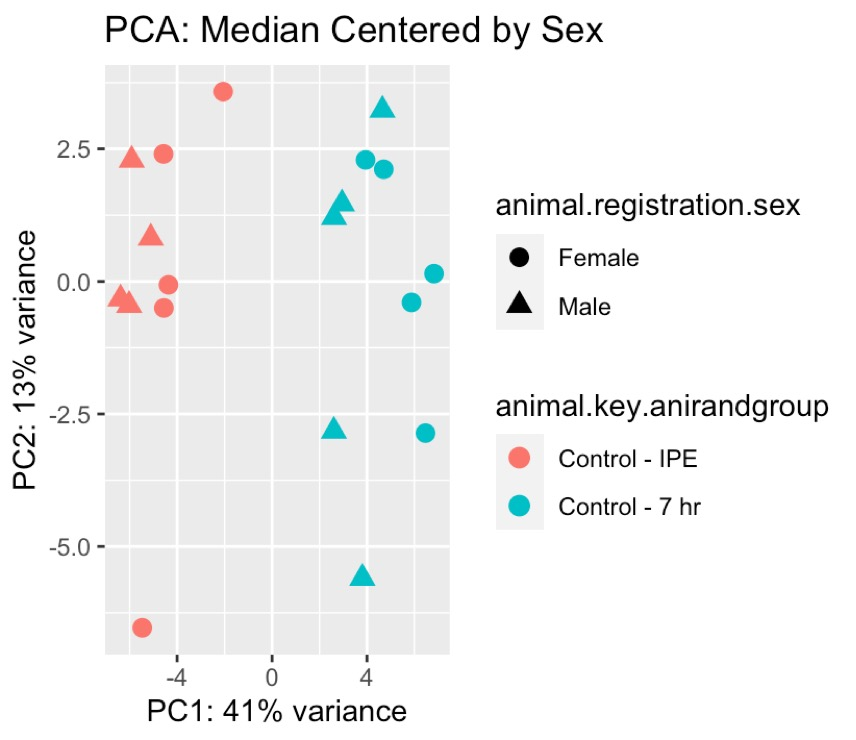 PCA: Median Centered by Sex
2.5
0.0
-2.5
-5.0
PC2: 13% variance
-4 0 4
PC1: 41% variance
animal.registration.sex
Female
Male
animal.key.anirandgroup
Control - IPE
Control - 7 hr